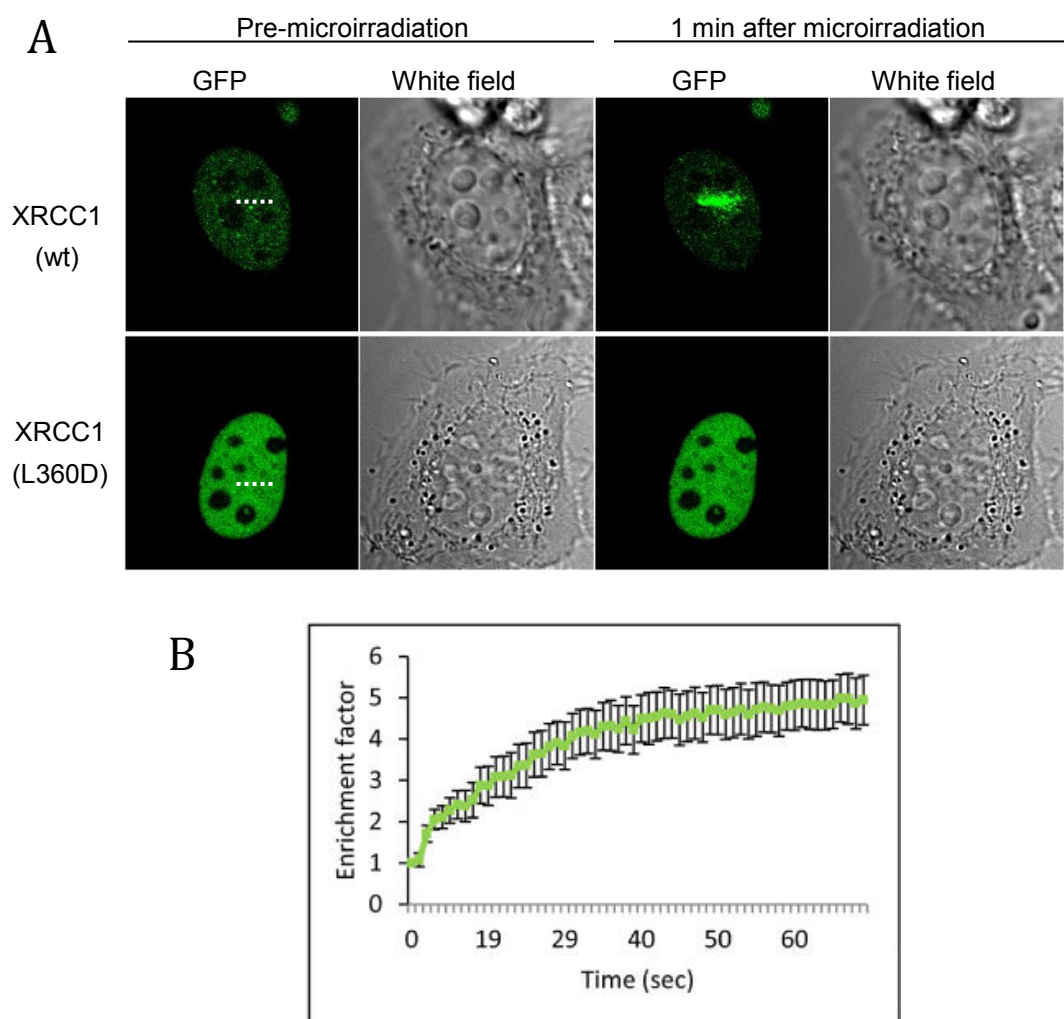 A
Pre-microirradiation
1 min after microirradiation
GFP
White field
GFP
White field
XRCC1
(wt)
XRCC1
(L360D)
B
6
5
4
3
2
1
0
Enrichment factor
0 19 29 40 50 60
Time (sec)